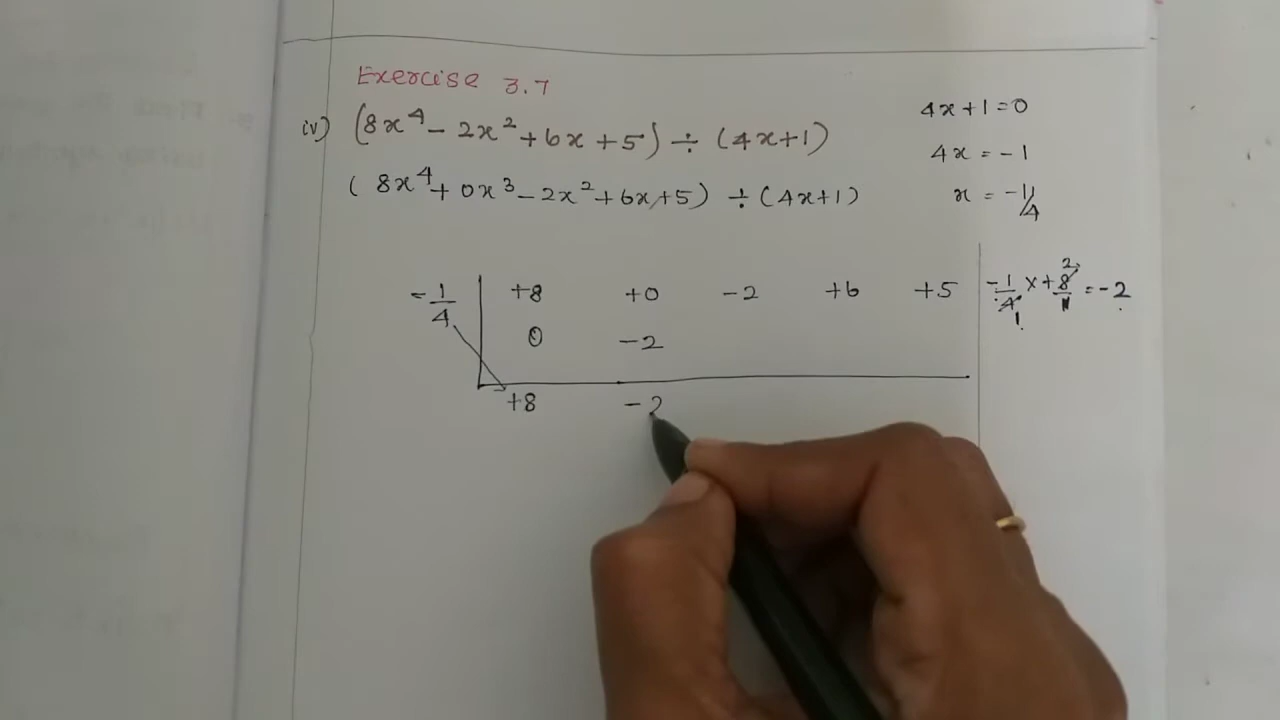 Exercise 3.7
iv) (8x⁴ - 2x² + 6x + 5) ÷ (4x+1)
(8x⁴ + 0x³ - 2x² + 6x + 5) ÷ (4x+1)
4x+1=0
4x = -1
x = -1/4
-1/4 +8 +0 -2 +6 +5
0 -2
+8 -2
-1/4 × +8/1 = -2
2
1